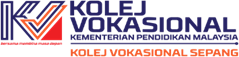 KOLEJ
VOKASIONAL
KEMENTERIAN PENDIDIKAN MALAYSIA
KOLEJ VOKASIONAL SEPANG